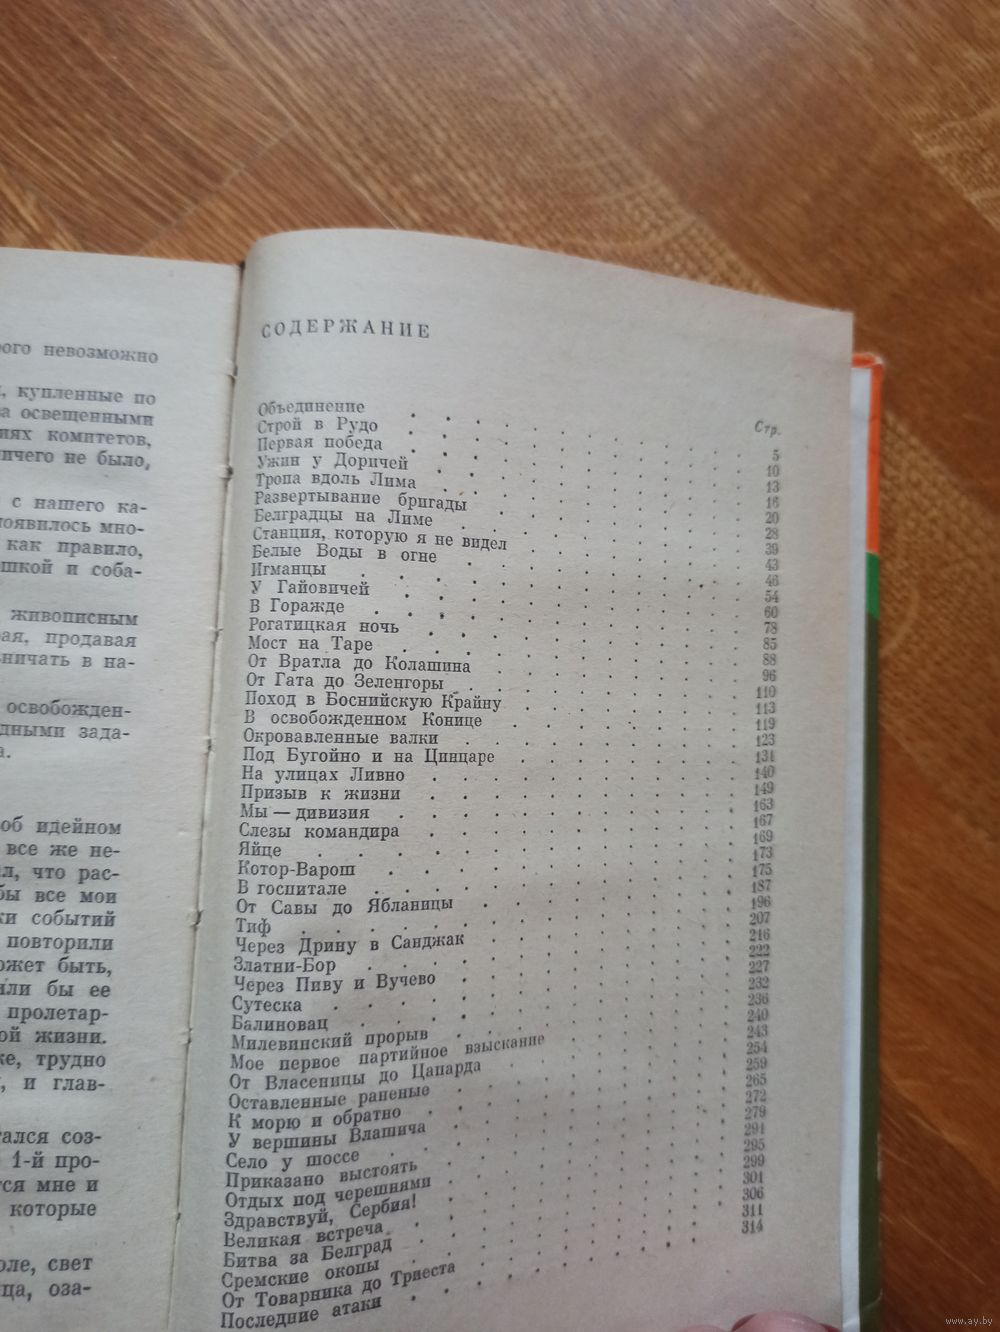 рого невозможно
, купленные по
за освещенными
ниях комитетов,
ничего не было,
с нашего ка-
появилось мно-
как правило,
шкой и соба-
живописным
ая, продавая
ничать в на-
освобожден-
дными зада-
а.
об идейном
все же не-
л, что рас-
бы все мои
ки событий
повторили
ожет быть,
или бы ее
пролетар-
ой жизни.
ке, трудно
, и глав-
тался соз-
1-й про-
тся мне и
которые
оле, свет
ца, оза-
СОДЕРЖАНИЕ
Стр.
Объединение . . . 5
Строй в Рудо . . . 10
Первая победа . . . 13
Ужин у Доричей . . . 16
Тропа вдоль Лима . . . 20
Развертывание бригады . . . 28
Белградцы на Лиме . . . 39
Станция, которую я не видел . . . 43
Белые Воды в огне . . . 46
Игманцы . . . 54
У Гайовичей . . . 60
В Горажде . . . 78
Рогатицкая ночь . . . 85
Мост на Таре . . . 88
От Вратла до Колашина . . . 96
От Гата до Зеленгоры . . . 110
Поход в Боснийскую Крайну . . . 113
В освобожденном Конице . . . 119
Окровавленные валки . . . 123
Под Бугойно и на Цинцаре . . . 131
На улицах Ливно . . . 140
Призыв к жизни . . . 149
Мы — дивизия . . . 163
Слезы командира . . . 167
Яйце . . . 169
Котор-Варош . . . 173
В госпитале . . . 175
От Савы до Ябланицы . . . 187
Тиф . . . 196
Через Дрину в Санджак . . . 207
Златни-Бор . . . 216
Через Пиву и Вучево . . . 222
Сутеска . . . 227
Балиновац . . . 232
Милевинский прорыв . . . 236
Мое первое партийное взыскание . . . 240
От Власеницы до Цапарда . . . 243
Оставленные раненые . . . 254
К морю и обратно . . . 259
У вершины Влашича . . . 265
Село у шоссе . . . 272
Приказано выстоять . . . 279
Отдых под черешнями . . . 291
Здравствуй, Сербия! . . . 295
Великая встреча . . . 299
Битва за Белград . . . 301
Сремские окопы . . . 306
От Товарника до Триеста . . . 311
Последние атаки . . . 314
www.ay.by